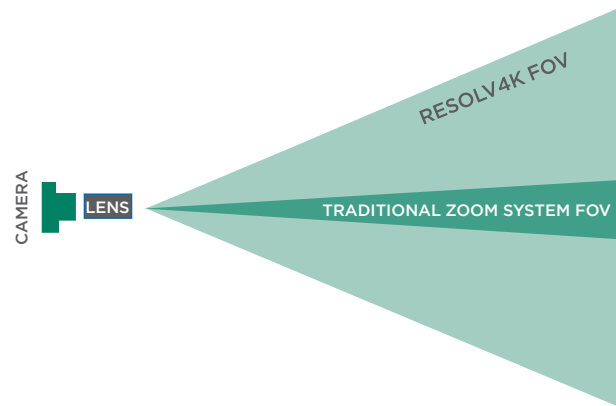 RESOLV4K FOV
CAMERA
LENS
TRADITIONAL ZOOM SYSTEM FOV